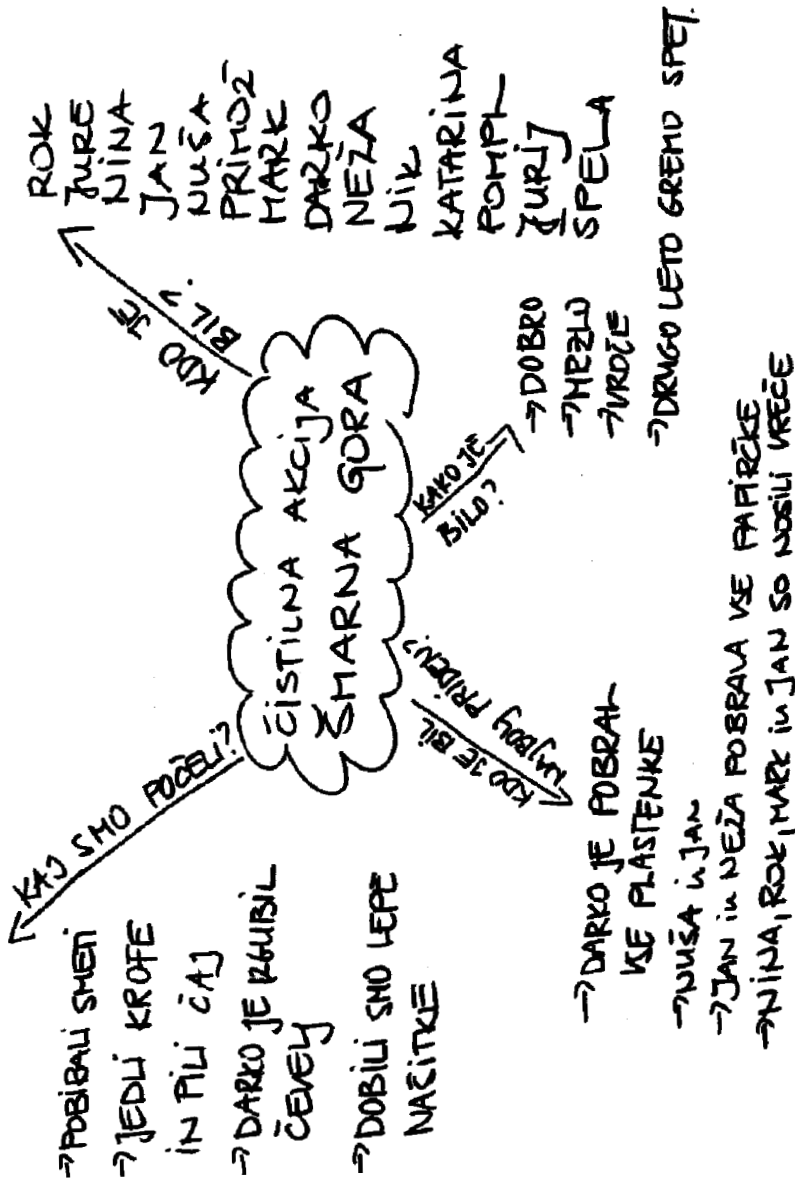 ČISTILNA AKCIJA
ŠMARNA GORA
KAJ SMO POČELI?
→POBIRALI SMETI
→JEDLI KROFE
IN PILI ČAJ
→DARKO JE IZGUBIL
ČEVELJ
→DOBILI SMO LEPE
NAŠITKE
KDO JE
BIL?
ROK
JURE
NINA
JAN
NUŠA
PRIMOŽ
MARK
DARKO
NEŽA
NIK
KATARINA
POMPI
JURIJ
ŠPELA
KDO JE BIL
NAJBOLJ PRIDEN?
→DARKO JE POBRAL
VSE PLASTENKE
→NUŠA in JAN
→JAN in NEŽA POBRALA VSE PAPIRČKE
→NINA, ROK, MARK in JAN SO NOSILI VREČE
KAKO JE
BILO?
→DOBRO
→MRZLO
→VROČE
→DRUGO LETO GREMO SPET.